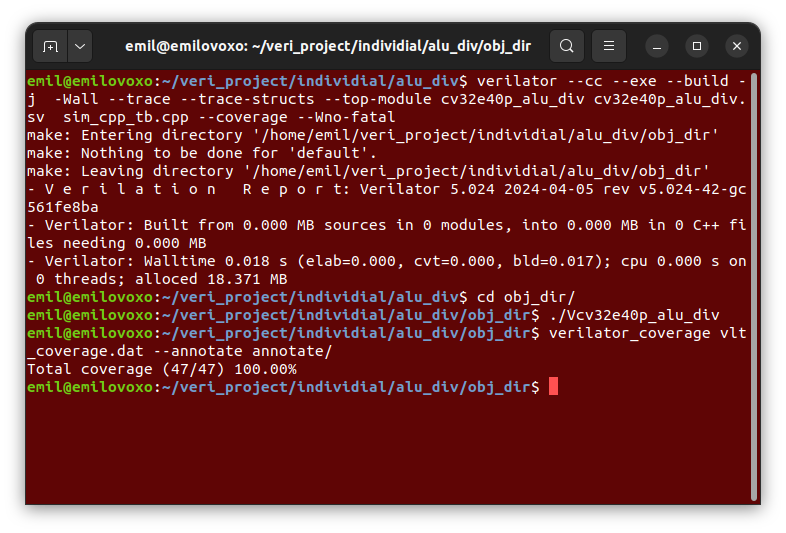 emil@emilovoxo: ~/veri_project/individial/alu_div/obj_dir
emil@emilovoxo:~/veri_project/individial/alu_div$ verilator --cc --exe --build -
j  -Wall --trace --trace-structs --top-module cv32e40p_alu_div cv32e40p_alu_div.
sv  sim_cpp_tb.cpp --coverage --Wno-fatal
make: Entering directory '/home/emil/veri_project/individial/alu_div/obj_dir'
make: Nothing to be done for 'default'.
make: Leaving directory '/home/emil/veri_project/individial/alu_div/obj_dir'
- V e r i l a t i o n   R e p o r t: Verilator 5.024 2024-04-05 rev v5.024-42-gc
561fe8ba
- Verilator: Built from 0.000 MB sources in 0 modules, into 0.000 MB in 0 C++ fi
les needing 0.000 MB
- Verilator: Walltime 0.018 s (elab=0.000, cvt=0.000, bld=0.017); cpu 0.000 s on
 0 threads; alloced 18.371 MB
emil@emilovoxo:~/veri_project/individial/alu_div$ cd obj_dir/
emil@emilovoxo:~/veri_project/individial/alu_div/obj_dir$ ./Vcv32e40p_alu_div
emil@emilovoxo:~/veri_project/individial/alu_div/obj_dir$ verilator_coverage vlt
_coverage.dat --annotate annotate/
Total coverage (47/47) 100.00%
emil@emilovoxo:~/veri_project/individial/alu_div/obj_dir$